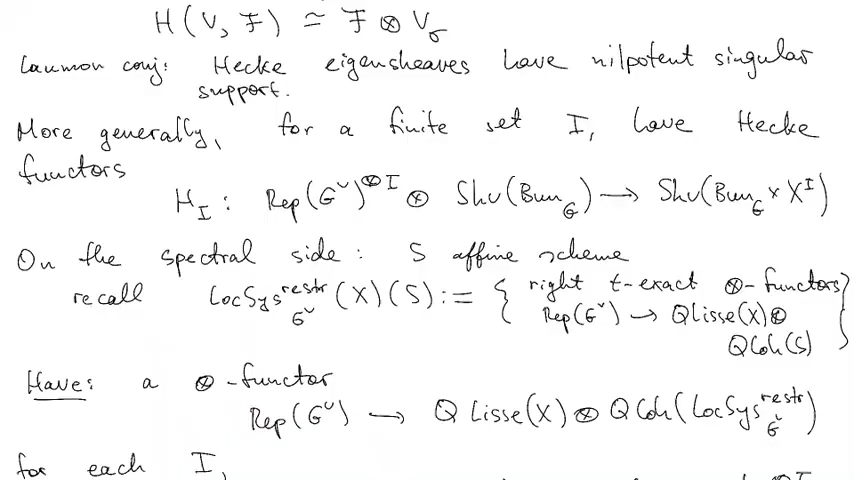 H(V, F) ≃ F ⊗ V_σ
Laumon conj: Hecke eigensheaves have nilpotent singular
support.
More generally, for a finite set I, have Hecke
functors
H_I : Rep(G^∨)^{⊗I} ⊗ Shv(Bun_G) → Shv(Bun_G × X^I)
On the spectral side: S affine scheme
recall LocSys^{restr}_{G^∨}(X)(S) := { right t-exact ⊗-functors
Rep(G^∨) → QLisse(X) ⊗
QCoh(S) }
Have: a ⊗-functor
Rep(G^∨) → QLisse(X) ⊗ QCoh(LocSys^{restr}_{G^∨})
for each I,